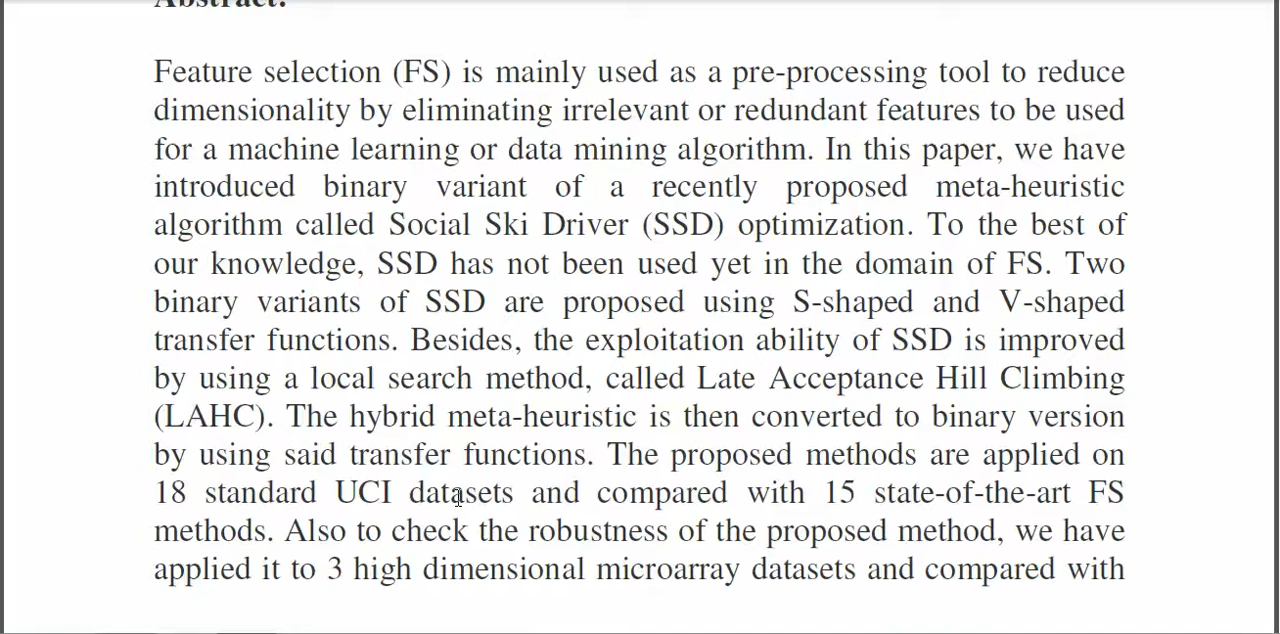 Abstract:
Feature selection (FS) is mainly used as a pre-processing tool to reduce
dimensionality by eliminating irrelevant or redundant features to be used
for a machine learning or data mining algorithm. In this paper, we have
introduced binary variant of a recently proposed meta-heuristic
algorithm called Social Ski Driver (SSD) optimization. To the best of
our knowledge, SSD has not been used yet in the domain of FS. Two
binary variants of SSD are proposed using S-shaped and V-shaped
transfer functions. Besides, the exploitation ability of SSD is improved
by using a local search method, called Late Acceptance Hill Climbing
(LAHC). The hybrid meta-heuristic is then converted to binary version
by using said transfer functions. The proposed methods are applied on
18 standard UCI datasets and compared with 15 state-of-the-art FS
methods. Also to check the robustness of the proposed method, we have
applied it to 3 high dimensional microarray datasets and compared with